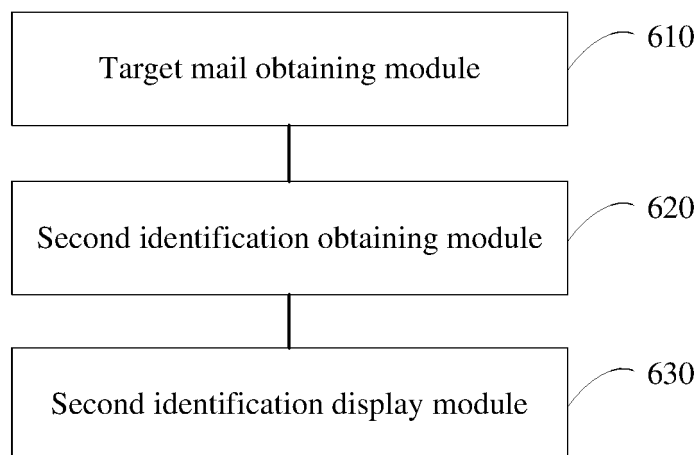 Target mail obtaining module
610
Second identification obtaining module
620
Second identification display module
630